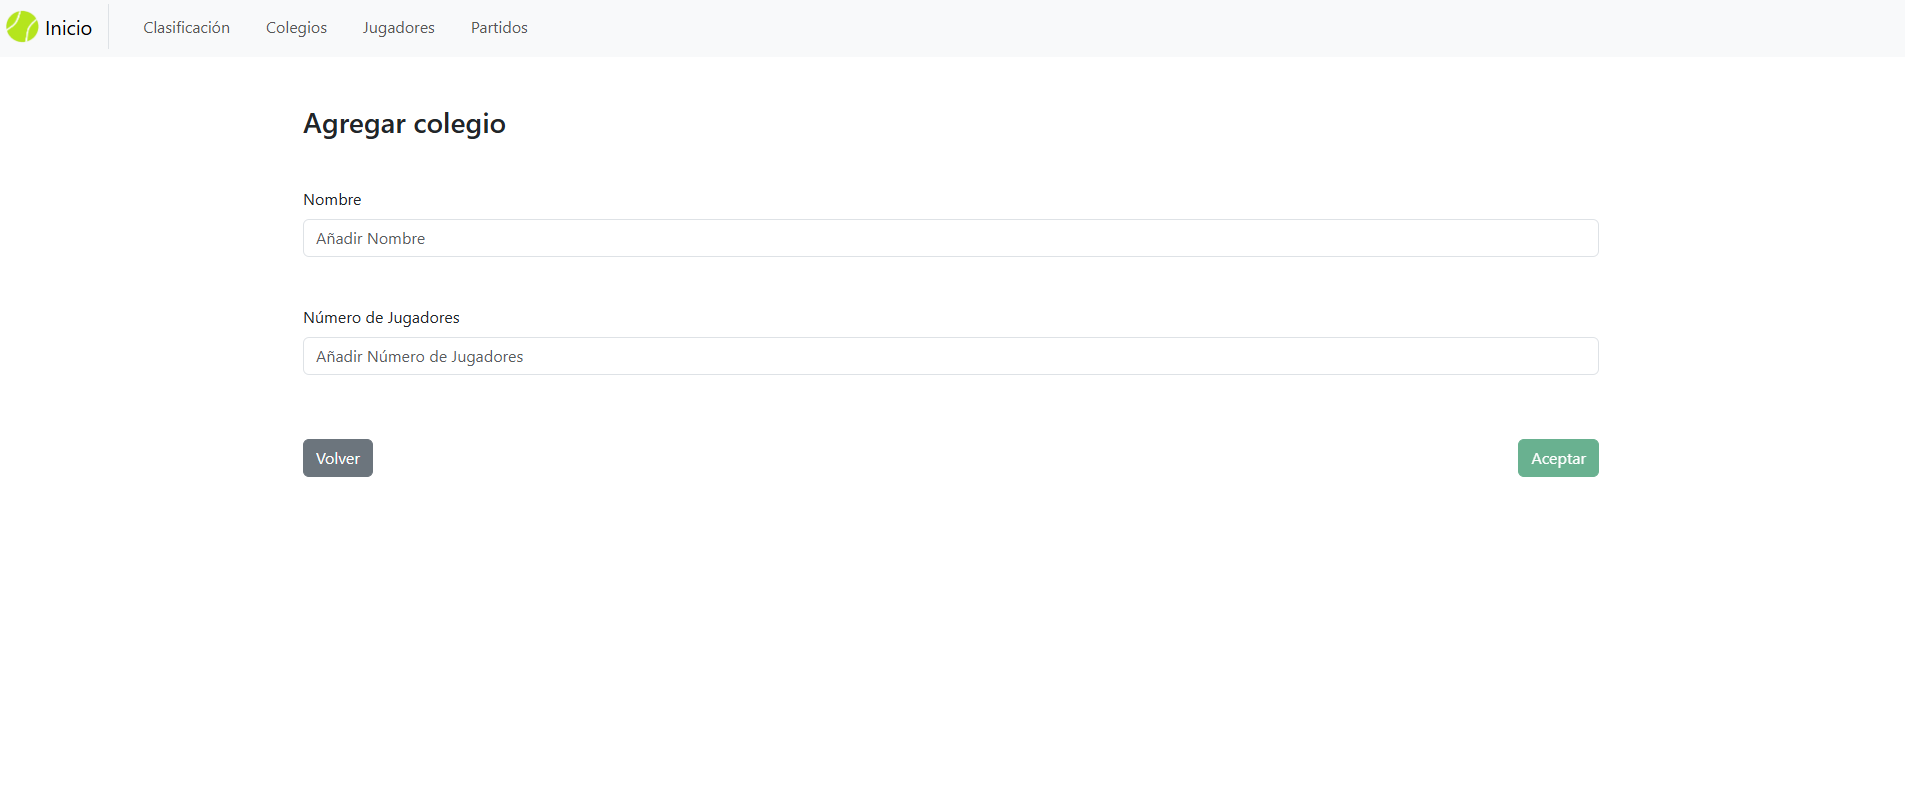 Inicio Clasificación Colegios Jugadores Partidos
Agregar colegio
Nombre
Añadir Nombre
Número de Jugadores
Añadir Número de Jugadores
Volver Aceptar